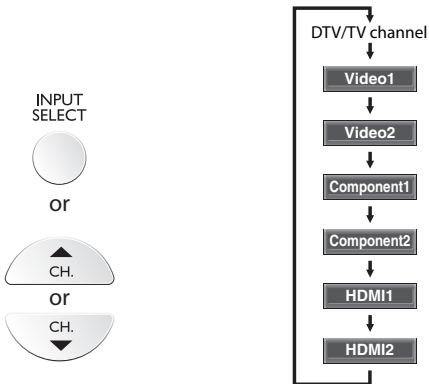 INPUT
SELECT
or
CH.
or
CH.
DTV/TV channel
Video1
Video2
Component1
Component2
HDMI1
HDMI2